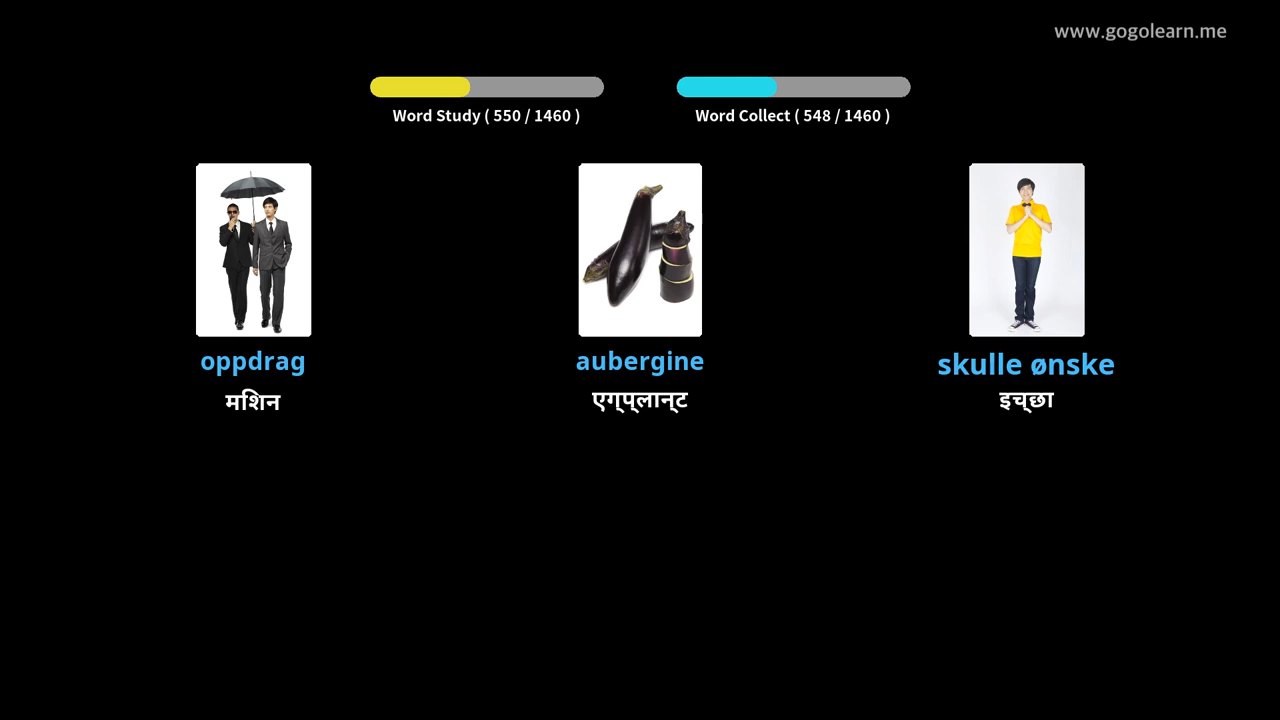 www.gogolearn.me
Word Study ( 550 / 1460 )
Word Collect ( 548 / 1460 )
oppdrag
aubergine
skulle ønske
मशिन
एग्प्लान्ट
इच्छा